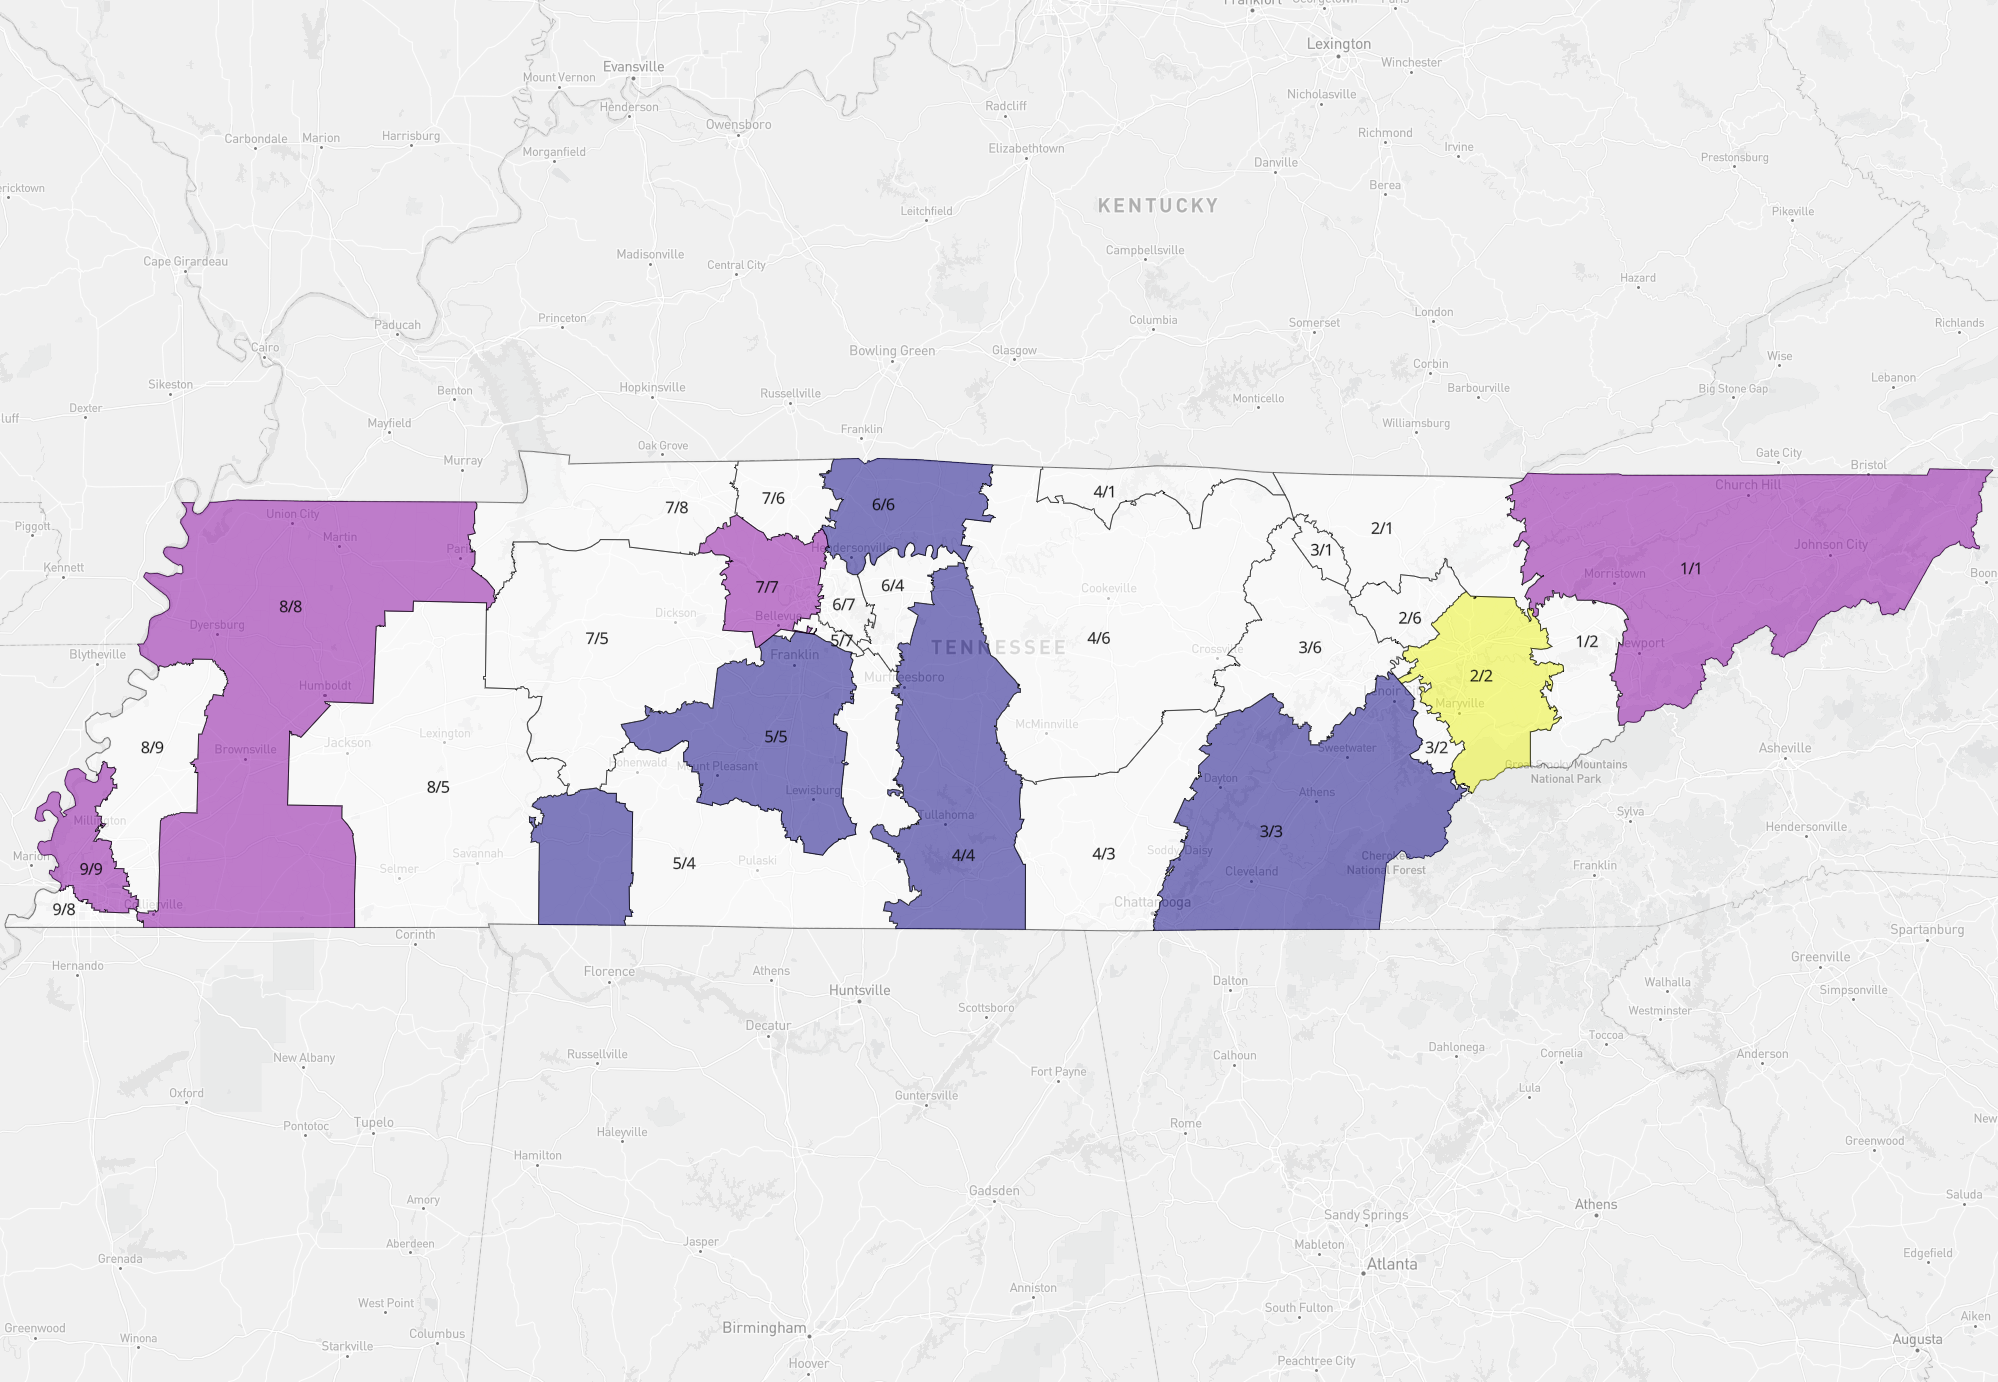 Frankfort
Georgetown
Paris
Lexington
Winchester
Evansville
Mount Vernon
Henderson
Nicholasville
Radcliff
Owensboro
Richmond
Carbondale
Marion
Harrisburg
Irvine
Elizabethtown
Morganfield
Danville
Prestonsburg
Berea
KENTUCKY
Leitchfield
Pikeville
Madisonville
Campbellsville
Cape Girardeau
Central City
Hazard
Princeton
London
Columbia
Somerset
Paducah
Richlands
Cairo
Bowling Green
Glasgow
Wise
Corbin
Sikeston
Benton
Hopkinsville
Barbourville
Lebanon
Big Stone Gap
Russellville
Monticello
Dexter
Mayfield
Williamsburg
Franklin
Oak Grove
Murray
Gate City
Bristol
Church Hill
7/8
7/6
6/6
4/1
Union City
Piggott
2/1
Martin
Paris
Hendersonville
3/1
Johnson City
Kennett
1/1
Morristown
Boon
7/7
6/4
Cookeville
8/8
6/7
Dickson
Bellevue
2/6
Dyersburg
7/5
5/7
4/6
1/2
TENNESSEE
Crossville
3/6
Newport
Blytheville
Franklin
Murfreesboro
2/2
Humboldt
Maryville
McMinnville
Lexington
Jackson
5/5
8/9
Brownsville
3/2
Sweetwater
Asheville
Hohenwald
Mount Pleasant
Great Smoky Mountains
National Park
Dayton
8/5
Lewisburg
Athens
Sylva
Millington
Tullahoma
Hendersonville
3/3
Savannah
4/4
4/3
Soddy-Daisy
Marion
Pulaski
5/4
Cherokee
National Forest
Franklin
9/9
Selmer
Cleveland
Collierville
Chattanooga
9/8
Corinth
Spartanburg
Hernando
Florence
Athens
Greenville
Dalton
Walhalla
Huntsville
Simpsonville
Scottsboro
Westminster
Decatur
Toccoa
Dahlonega
New Albany
Russellville
Calhoun
Cornelia
Anderson
Fort Payne
Oxford
Guntersville
Lula
Pontotoc
Tupelo
Haleyville
Rome
New
Greenwood
Hamilton
Gadsden
Amory
Saluda
Athens
Sandy Springs
Aberdeen
Jasper
Mableton
Grenada
Edgefield
Atlanta
Anniston
West Point
South Fulton
Aiken
Greenwood
Winona
Columbus
Birmingham
Starkville
Augusta
Hoover
Peachtree City